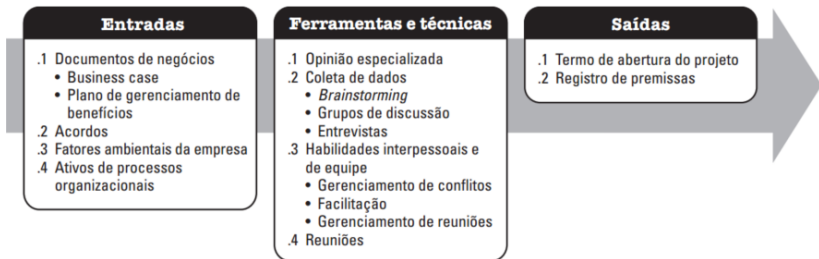 Entradas
.1 Documentos de negócios
• Business case
• Plano de gerenciamento de
benefícios
.2 Acordos
.3 Fatores ambientais da empresa
.4 Ativos de processos
organizacionais
Ferramentas e técnicas
.1 Opinião especializada
.2 Coleta de dados
• Brainstorming
• Grupos de discussão
• Entrevistas
.3 Habilidades interpessoais e
de equipe
• Gerenciamento de conflitos
• Facilitação
• Gerenciamento de reuniões
.4 Reuniões
Saídas
.1 Termo de abertura do projeto
.2 Registro de premissas